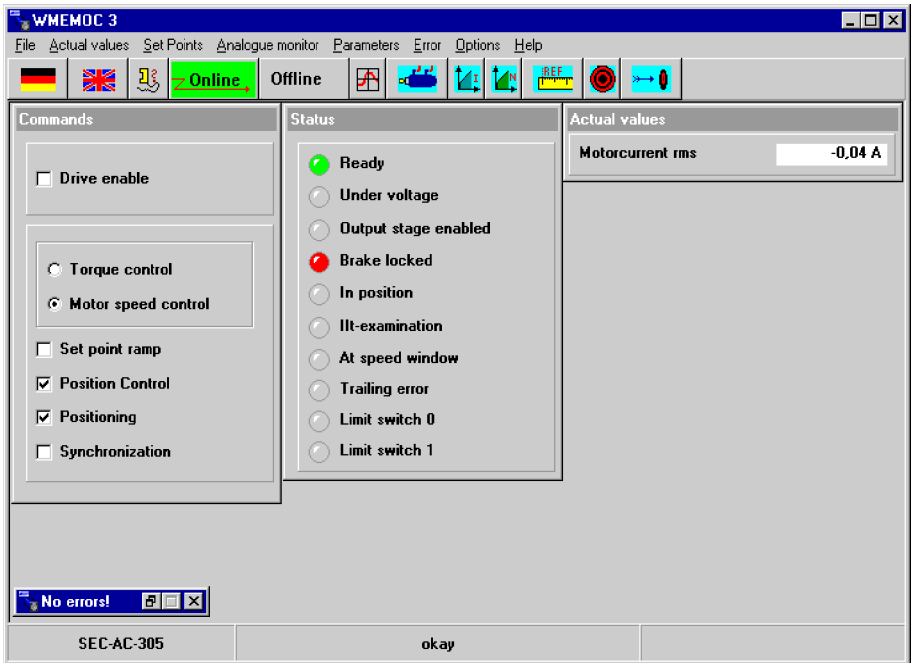 WMEMOC 3
File Actual values Set Points Analogue monitor Parameters Error Options Help
Online Offline I N REF
Commands
Drive enable
Torque control
Motor speed control
Set point ramp
Position Control
Positioning
Synchronization
Status
Ready
Under voltage
Output stage enabled
Brake locked
In position
IIt-examination
At speed window
Trailing error
Limit switch 0
Limit switch 1
Actual values
Motorcurrent rms -0,04 A
No errors!
SEC-AC-305 okay